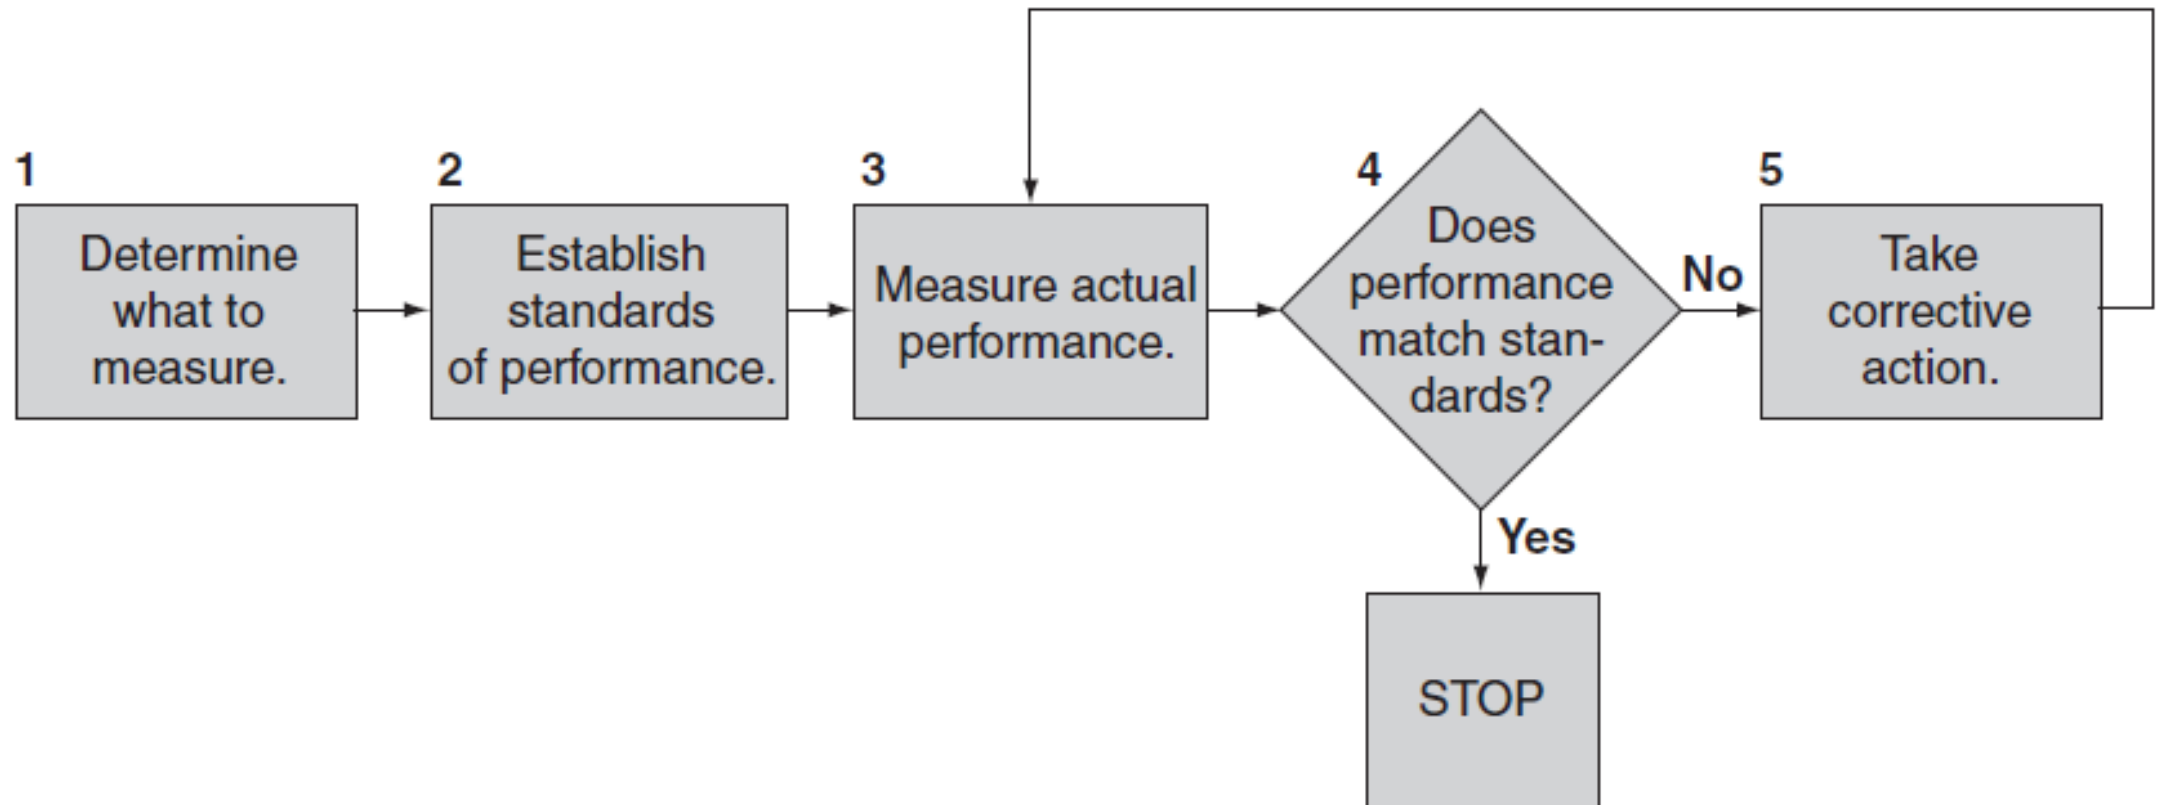 1
Determine
what to
measure.
2
Establish
standards
of performance.
3
Measure actual
performance.
4
Does
performance
match stan-
dards?
No
5
Take
corrective
action.
Yes
STOP